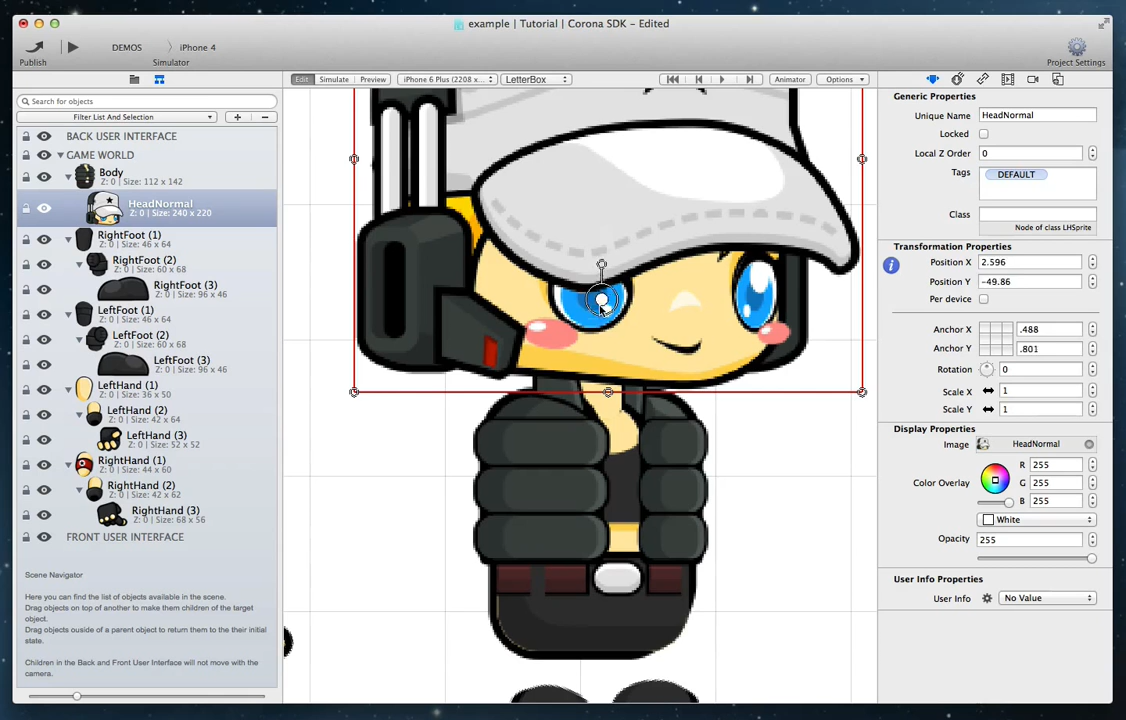 example | Tutorial | Corona SDK – Edited
Publish
DEMOS
iPhone 4
Simulator
Project Settings
Edit
Simulate
Preview
iPhone 6 Plus (2208 x...
LetterBox
Animator
Options
Search for objects
Filter List and Sorting Order
BACK USER INTERFACE
GAME WORLD
Body
Z: 0 | Size: 112 x 142
HeadNormal
Z: 0 | Size: 240 x 220
RightFoot (1)
Z: 0 | Size: 46 x 64
RightFoot (2)
Z: 0 | Size: 60 x 68
RightFoot (3)
Z: 0 | Size: 96 x 46
LeftFoot (1)
Z: 0 | Size: 46 x 64
LeftFoot (2)
Z: 0 | Size: 60 x 68
LeftFoot (3)
Z: 0 | Size: 96 x 46
LeftHand (1)
Z: 0 | Size: 36 x 50
LeftHand (2)
Z: 0 | Size: 42 x 64
LeftHand (3)
Z: 0 | Size: 52 x 52
RightHand (1)
Z: 0 | Size: 44 x 60
RightHand (2)
Z: 0 | Size: 42 x 62
RightHand (3)
Z: 0 | Size: 68 x 56
FRONT USER INTERFACE
Scene Navigator
Here you can find the list of objects available in the scene.
Drag objects on top of another to make them children of the target
object.
Drag objects ouside of a parent object to return them to the their initial
state.
Children in the Back and Front User Interface will not move with the
camera.
Generic Properties
Unique Name HeadNormal
Locked
Local Z Order 0
Tags DEFAULT
Class
Node of class LHSprite
Transformation Properties
Position X 2.596
Position Y -49.86
Per device
Anchor X .488
Anchor Y .801
Rotation 0
Scale X 1
Scale Y 1
Display Properties
Image HeadNormal
Color Overlay
R 255
G 255
B 255
White
Opacity 255
User Info Properties
User Info No Value